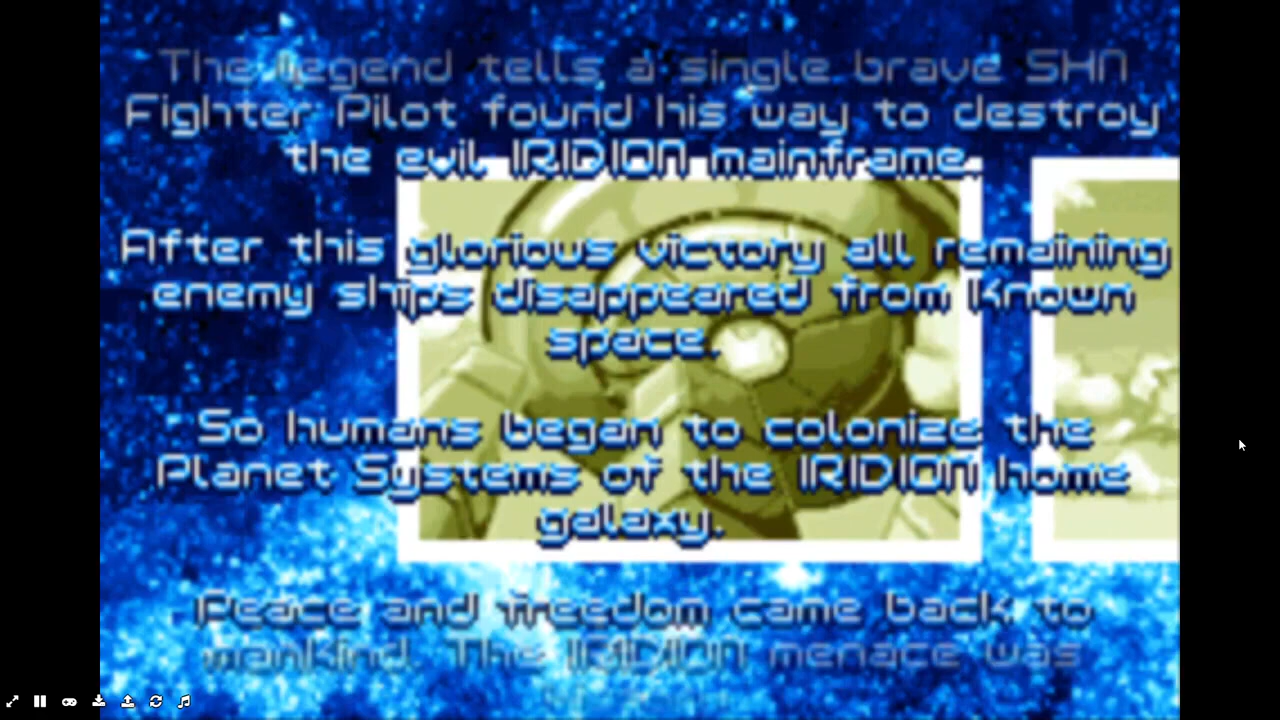 The legend tells a single brave SHN
Fighter Pilot found his way to destroy
the evil IRIDION mainframe.
After this glorious victory all remaining
enemy ships disappeared from known
space.
So humans began to colonize the
Planet Systems of the IRIDION home
galaxy.
Peace and freedom came back to
mankind. The IRIDION menace was